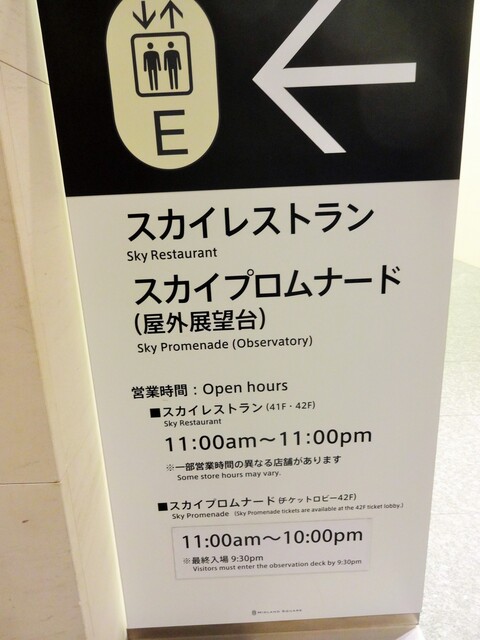 E
スカイレストラン
Sky Restaurant
スカイプロムナード
(屋外展望台)
Sky Promenade (Observatory)
営業時間：Open hours
■スカイレストラン(41F・42F)
Sky Restaurant
11:00am〜11:00pm
※一部営業時間の異なる店舗があります
Some store hours may vary.
■スカイプロムナード(チケットロビー42F)
Sky Promenade (Sky Promenade tickets are available at the 42F ticket lobby.)
11:00am〜10:00pm
※最終入場 9:30pm
Visitors must enter the observation deck by 9:30pm
MIDLAND SQUARE